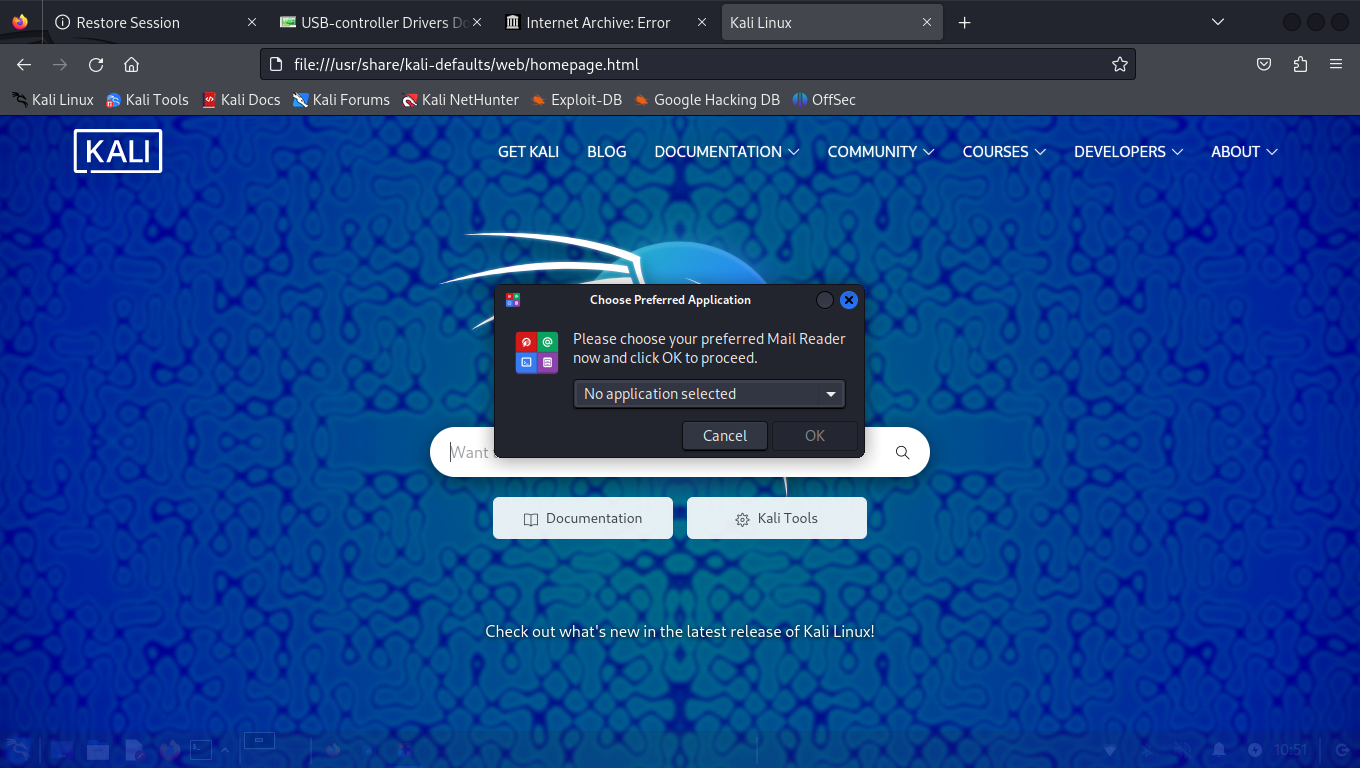 Restore Session
USB-controller Drivers Do
Internet Archive: Error
Kali Linux
file:///usr/share/kali-defaults/web/homepage.html
Kali Linux
Kali Tools
Kali Docs
Kali Forums
Kali NetHunter
Exploit-DB
Google Hacking DB
OffSec
KALI
GET KALI
BLOG
DOCUMENTATION
COMMUNITY
COURSES
DEVELOPERS
ABOUT
Choose Preferred Application
Please choose your preferred Mail Reader
now and click OK to proceed.
No application selected
Cancel
OK
Want
Documentation
Kali Tools
Check out what's new in the latest release of Kali Linux!
10:51